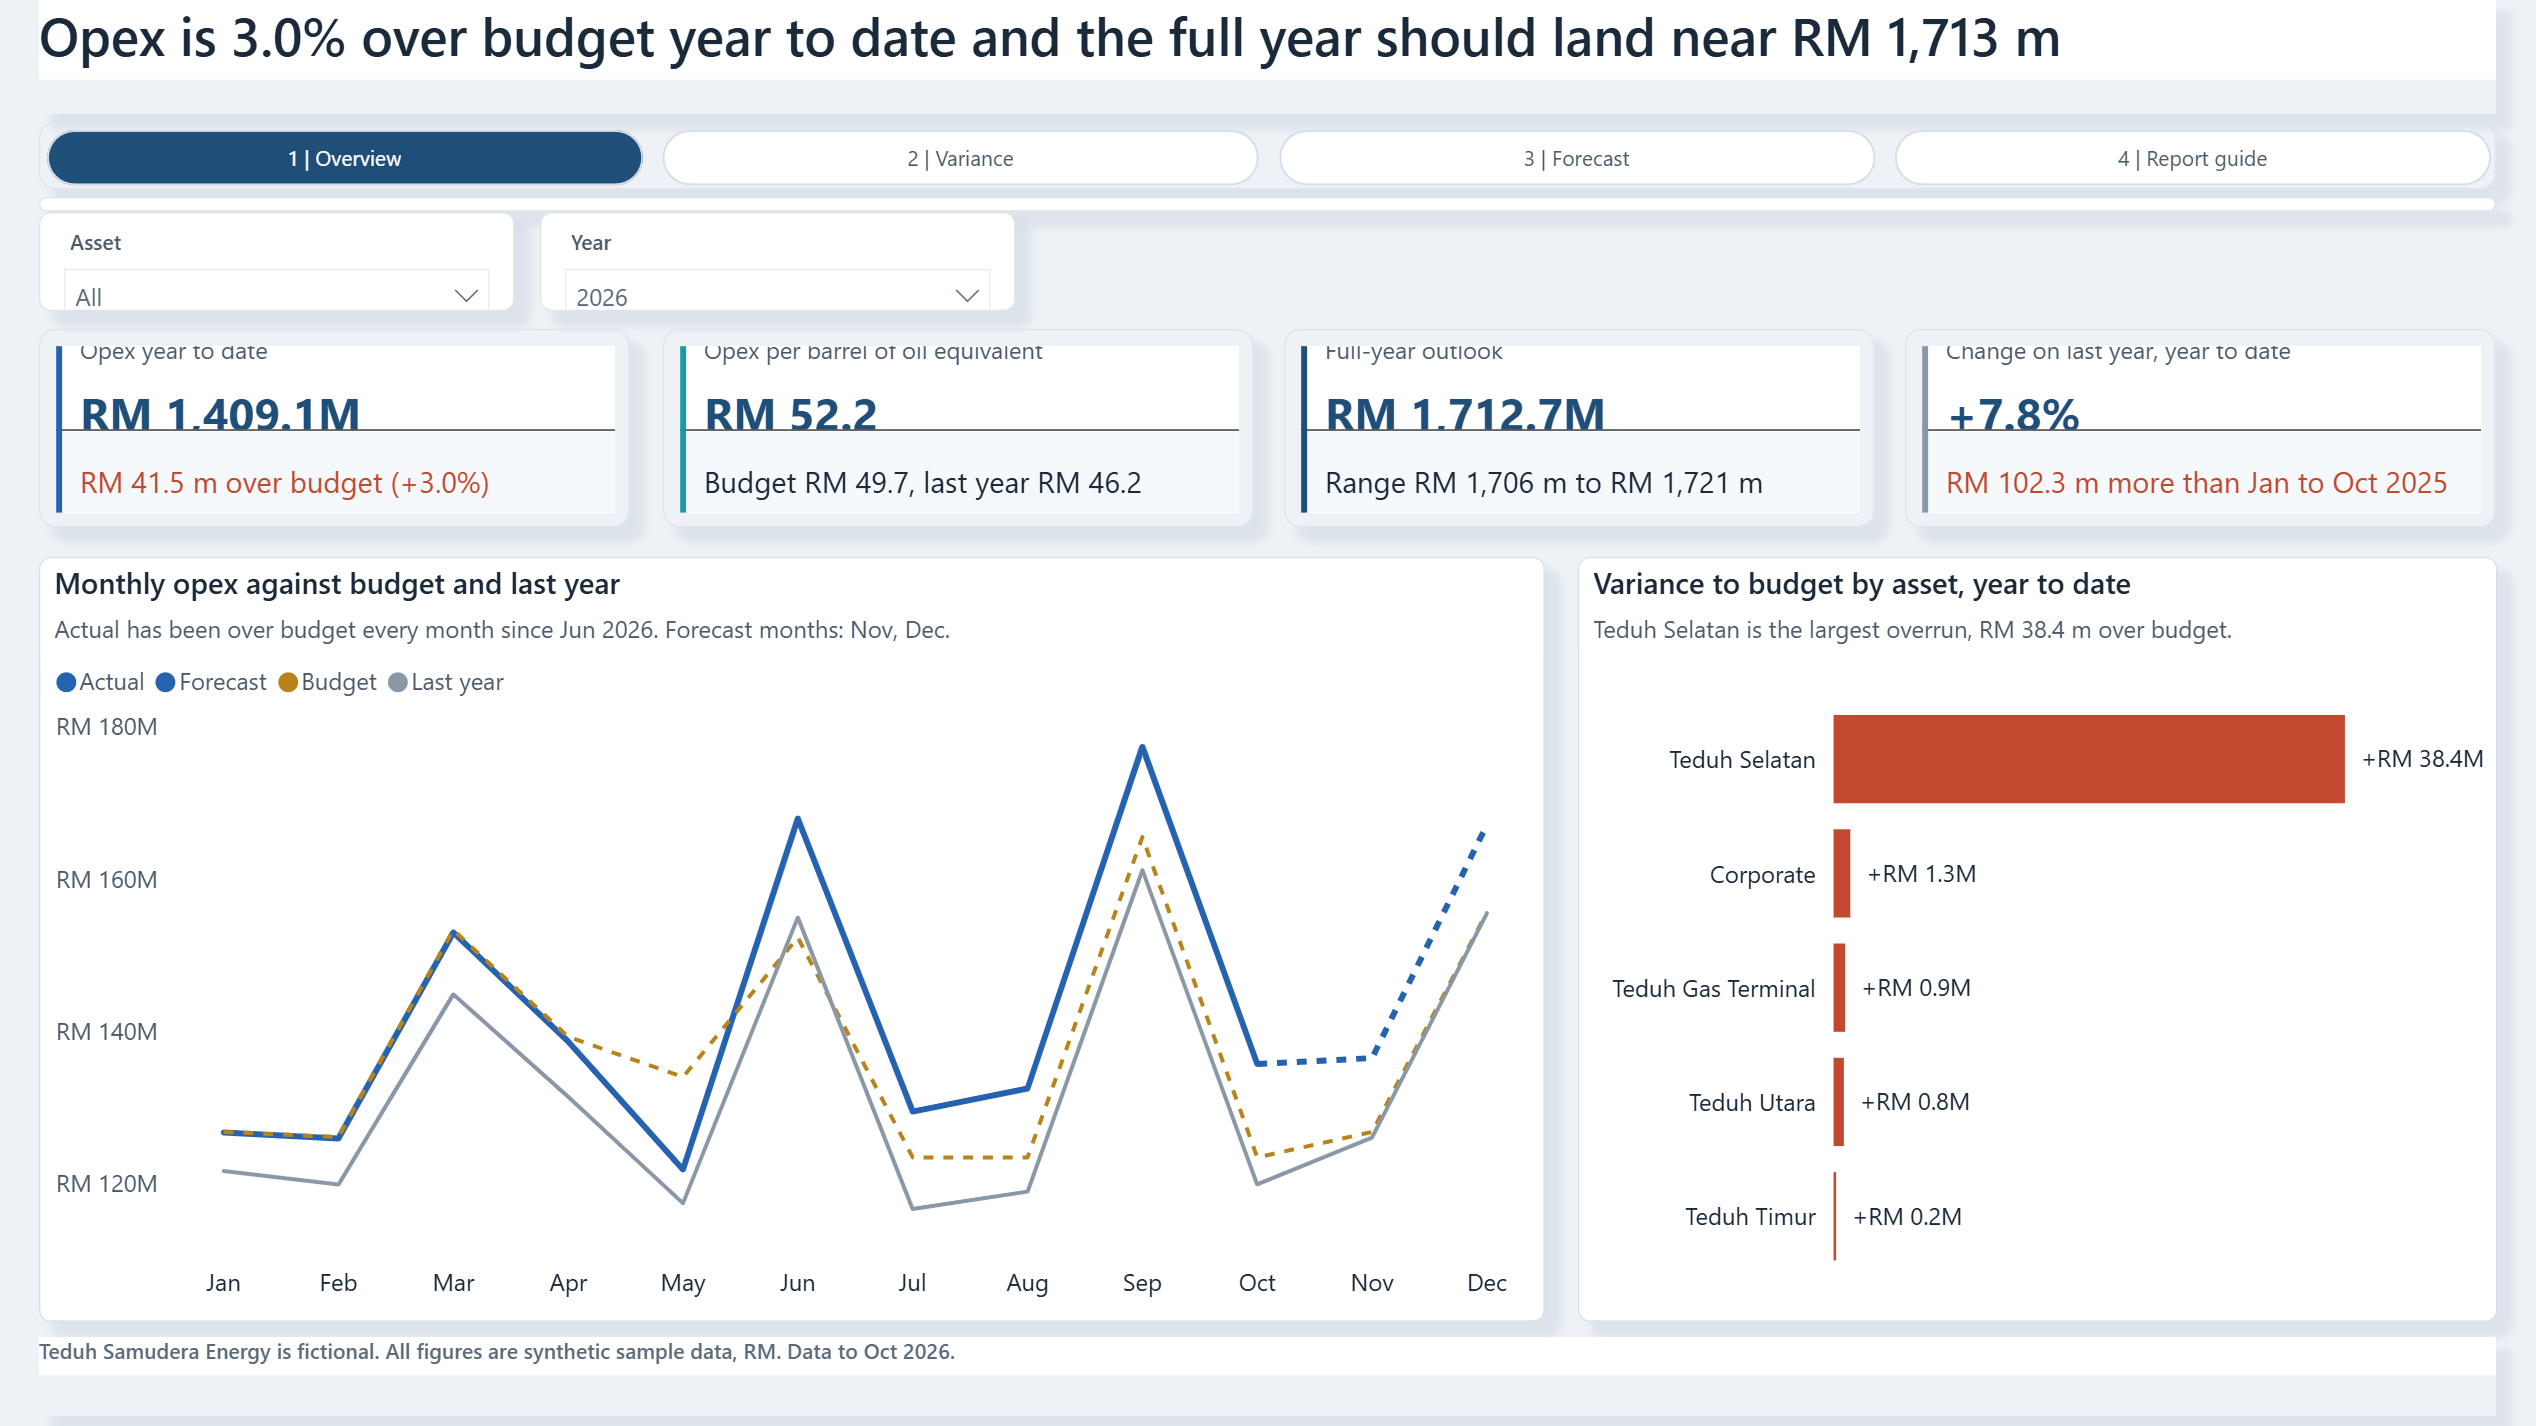 Opex is 3.0% over budget year to date and the full year should land near RM 1,713 m
1 | Overview
2 | Variance
3 | Forecast
4 | Report guide
Asset
All
Year
2026
Opex year to date
RM 1,409.1M
RM 41.5 m over budget (+3.0%)
Opex per barrel of oil equivalent
RM 52.2
Budget RM 49.7, last year RM 46.2
Full-year outlook
RM 1,712.7M
Range RM 1,706 m to RM 1,721 m
Change on last year, year to date
+7.8%
RM 102.3 m more than Jan to Oct 2025
Monthly opex against budget and last year
Actual has been over budget every month since Jun 2026. Forecast months: Nov, Dec.
Actual Forecast Budget Last year
RM 180M
RM 160M
RM 140M
RM 120M
Jan Feb Mar Apr May Jun Jul Aug Sep Oct Nov Dec
Variance to budget by asset, year to date
Teduh Selatan is the largest overrun, RM 38.4 m over budget.
Teduh Selatan +RM 38.4M
Corporate +RM 1.3M
Teduh Gas Terminal +RM 0.9M
Teduh Utara +RM 0.8M
Teduh Timur +RM 0.2M
Teduh Samudera Energy is fictional. All figures are synthetic sample data, RM. Data to Oct 2026.